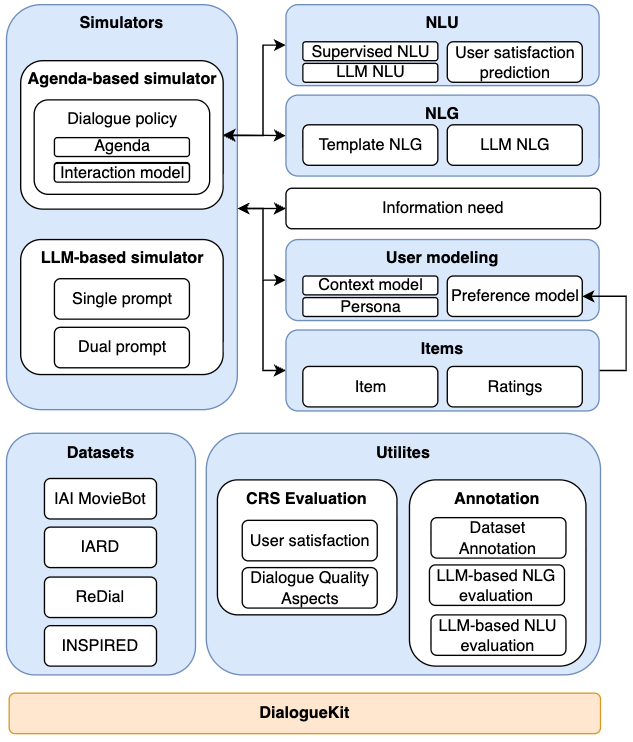 Simulators
Agenda-based simulator
Dialogue policy
Agenda
Interaction model
LLM-based simulator
Single prompt
Dual prompt
NLU
Supervised NLU
LLM NLU
User satisfaction
prediction
NLG
Template NLG
LLM NLG
Information need
User modeling
Context model
Persona
Preference model
Items
Item
Ratings
Datasets
IAI MovieBot
IARD
ReDial
INSPIRED
Utilites
CRS Evaluation
User satisfaction
Dialogue Quality
Aspects
Annotation
Dataset
Annotation
LLM-based NLG
evaluation
LLM-based NLU
evaluation
DialogueKit